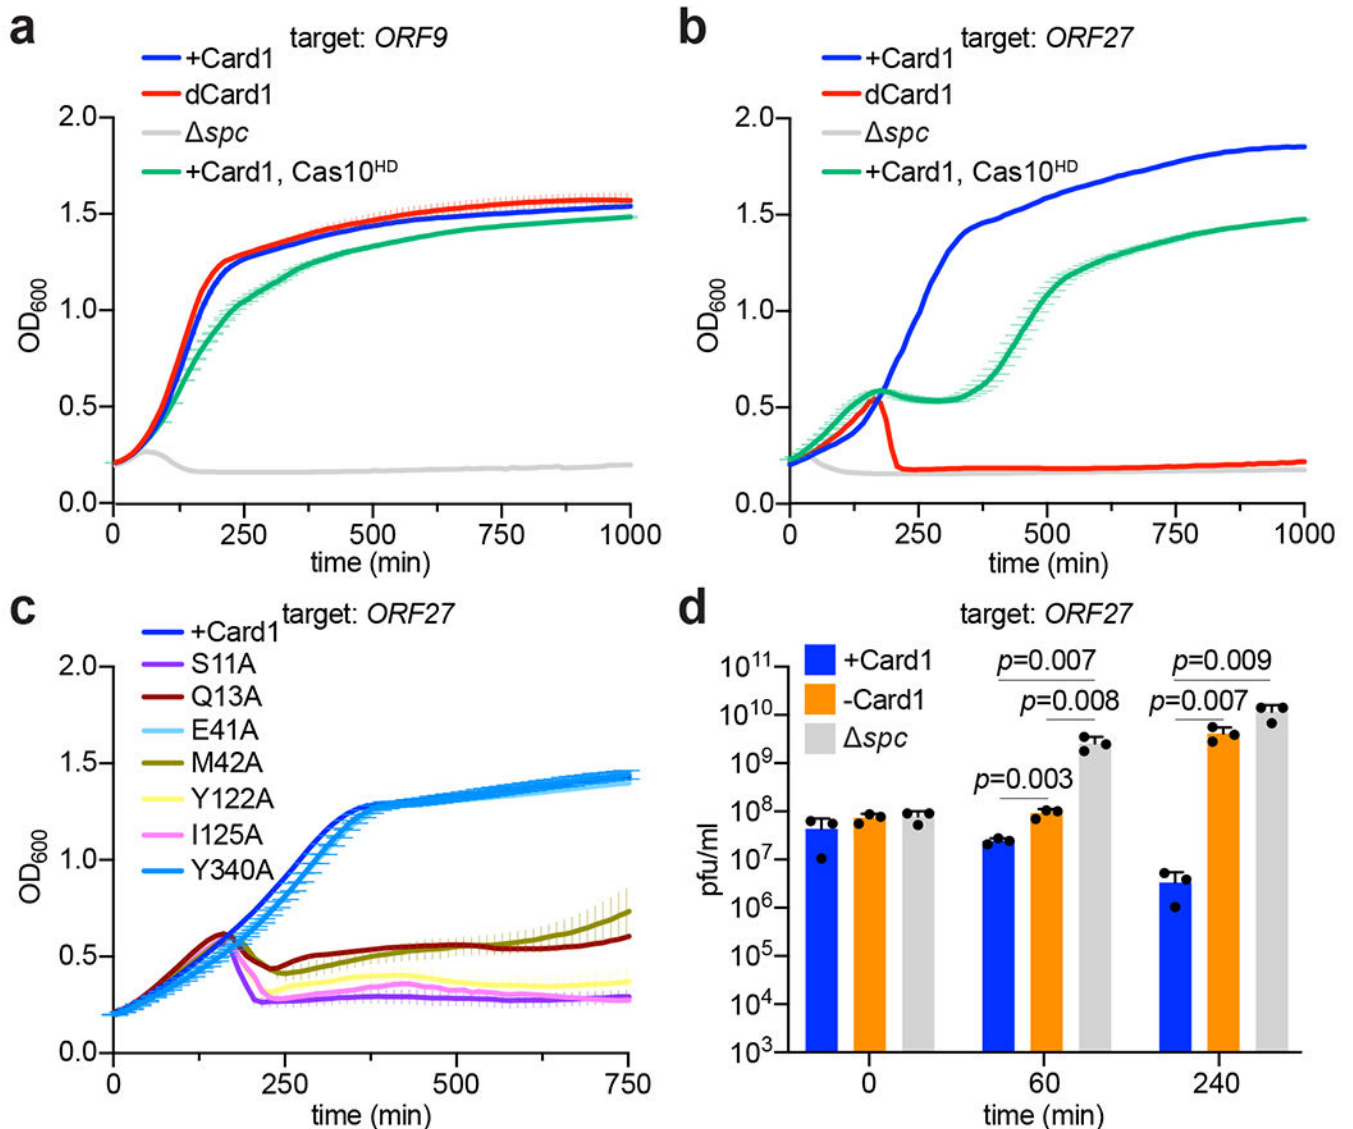 a
target: ORF9
+Card1
dCard1
Δspc
+Card1, Cas10HD
2.0
1.5
1.0
0.5
0.0
OD600
0 250 500 750 1000
time (min)
b
target: ORF27
+Card1
dCard1
Δspc
+Card1, Cas10HD
2.0
1.5
1.0
0.5
0.0
OD600
0 250 500 750 1000
time (min)
c
target: ORF27
+Card1
S11A
Q13A
E41A
M42A
Y122A
I125A
Y340A
2.0
1.5
1.0
0.5
0.0
OD600
0 250 500 750
time (min)
d
target: ORF27
+Card1
-Card1
Δspc
p=0.007
p=0.008
p=0.003
p=0.009
p=0.007
10^11
10^10
10^9
10^8
10^7
10^6
10^5
10^4
10^3
pfu/ml
0 60 240
time (min)